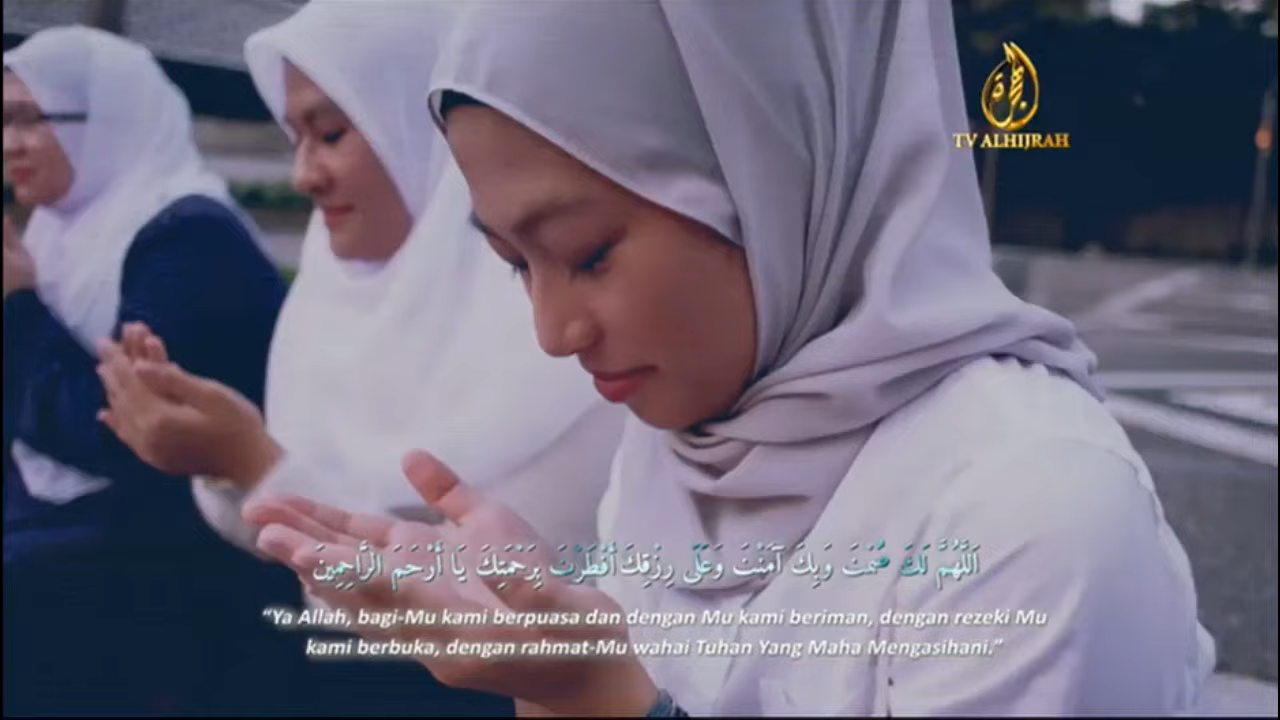 TV ALHIJRAH
اَللّٰهُمَّ لَكَ صُمْتُ وَبِكَ آمَنْتُ وَعَلَى رِزْقِكَ أَفْطَرْتُ بِرَحْمَتِكَ يَا أَرْحَمَ الرَّاحِمِينَ
“Ya Allah, bagi-Mu kami berpuasa dan dengan Mu kami beriman, dengan rezeki Mu
kami berbuka, dengan rahmat-Mu wahai Tuhan Yang Maha Mengasihani.”